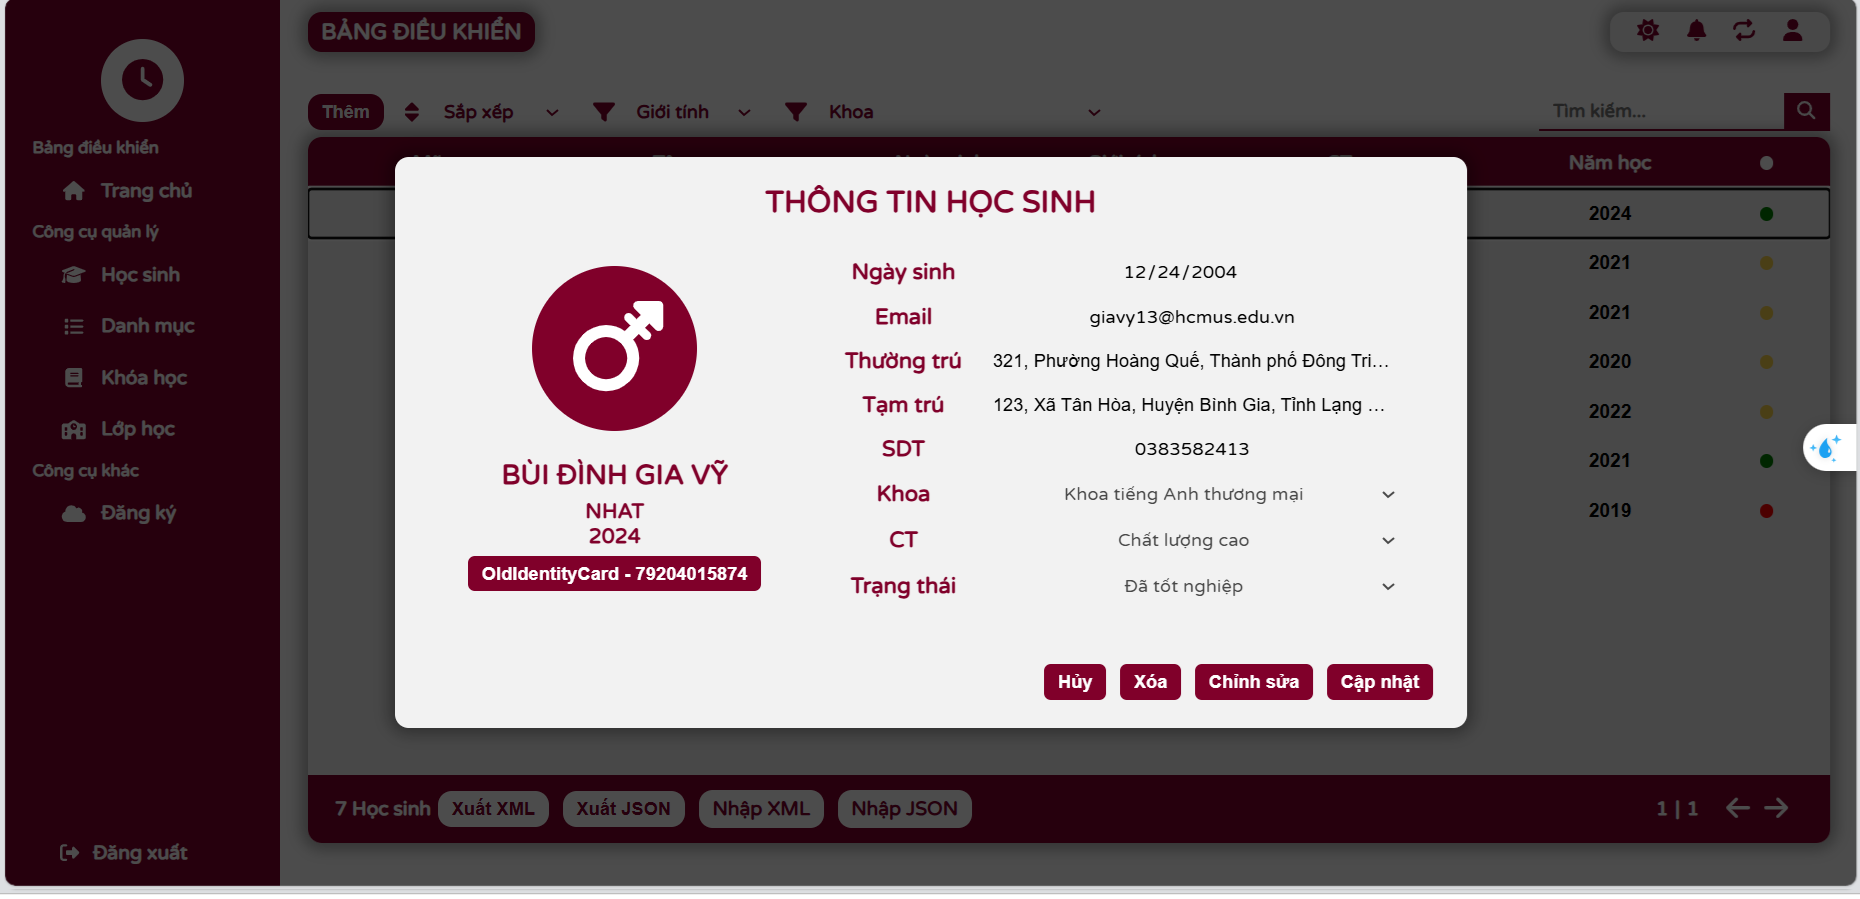 BẢNG ĐIỀU KHIỂN
Bảng điều khiển
Trang chủ
Công cụ quản lý
Học sinh
Danh mục
Khóa học
Lớp học
Công cụ khác
Đăng ký
Đăng xuất
Thêm
Sắp xếp
Giới tính
Khoa
Tìm kiếm...
Năm học
2024
2021
2021
2020
2022
2021
2019
THÔNG TIN HỌC SINH
BÙI ĐÌNH GIA VỸ
NHAT
2024
OldIdentityCard - 79204015874
Ngày sinh 12/24/2004
Email giavy13@hcmus.edu.vn
Thường trú 321, Phường Hoàng Quế, Thành phố Đông Tri...
Tạm trú 123, Xã Tân Hòa, Huyện Bình Gia, Tỉnh Lạng ...
SDT 0383582413
Khoa Khoa tiếng Anh thương mại
CT Chất lượng cao
Trạng thái Đã tốt nghiệp
Hủy Xóa Chỉnh sửa Cập nhật
7 Học sinh Xuất XML Xuất JSON Nhập XML Nhập JSON
1 | 1